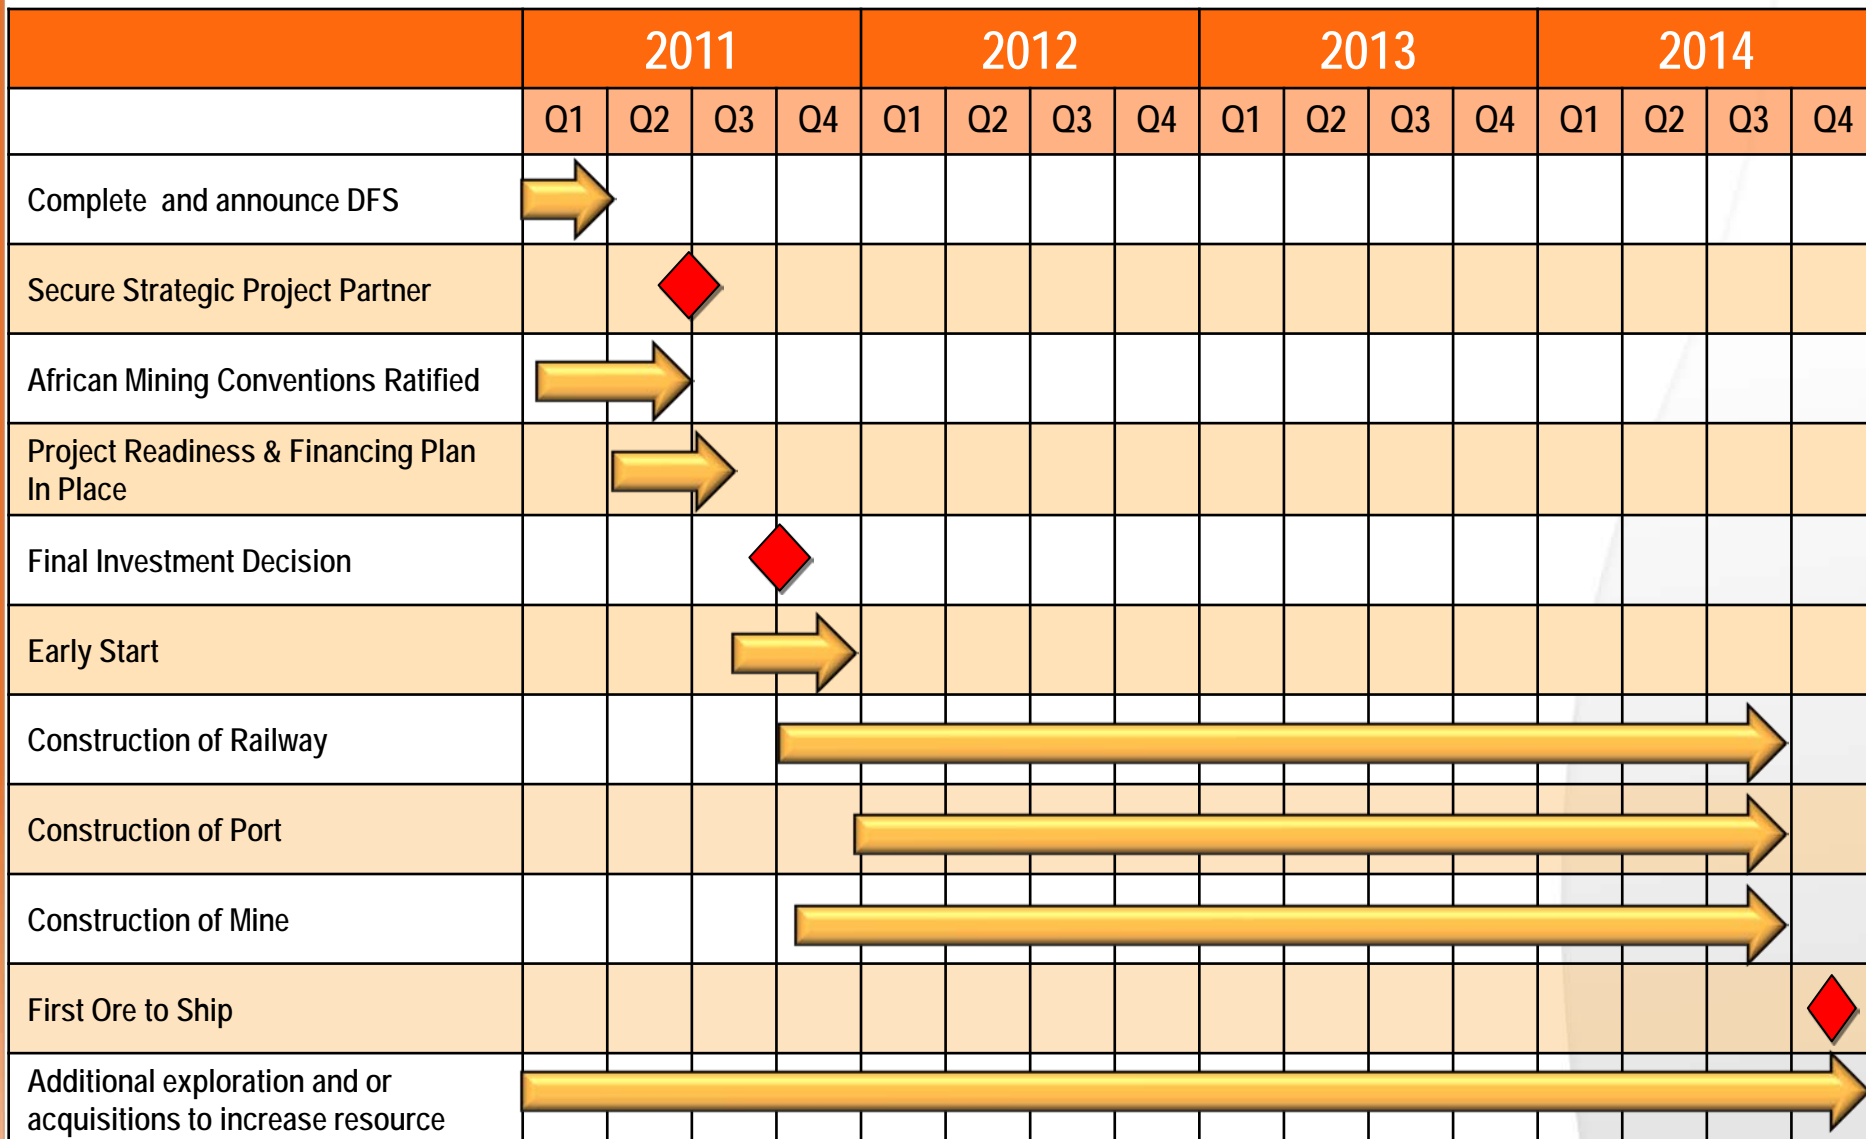 2011 2012 2013 2014
Q1 Q2 Q3 Q4 Q1 Q2 Q3 Q4 Q1 Q2 Q3 Q4 Q1 Q2 Q3 Q4
Complete and announce DFS
Secure Strategic Project Partner
African Mining Conventions Ratified
Project Readiness & Financing Plan
In Place
Final Investment Decision
Early Start
Construction of Railway
Construction of Port
Construction of Mine
First Ore to Ship
Additional exploration and or
acquisitions to increase resource